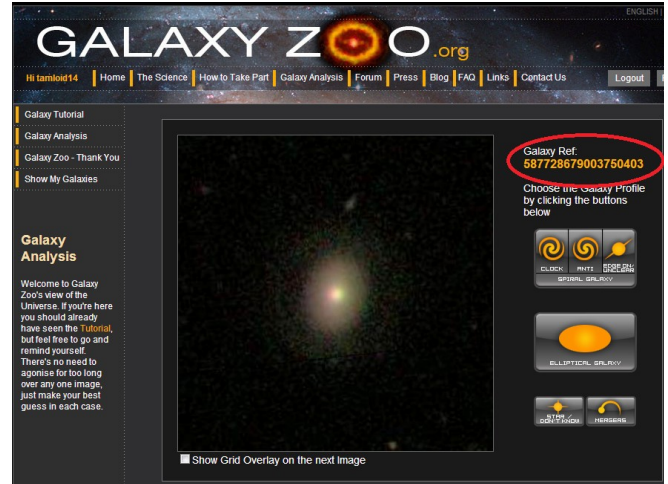 ENGLISH
GALAXY ZOO.org
Hi tamloid14 Home The Science How to Take Part Galaxy Analysis Forum Press Blog FAQ Links Contact Us Logout
Galaxy Tutorial
Galaxy Analysis
Galaxy Zoo - Thank You
Show My Galaxies
Galaxy
Analysis
Welcome to Galaxy
Zoo's view of the
Universe. If you're here
you should already
have seen the Tutorial,
but feel free to go and
remind yourself.
There's no need to
agonise for too long
over any one image,
just make your best
guess in each case.
Show Grid Overlay on the next Image
Galaxy Ref:
587728679003750403
Choose the Galaxy Profile
by clicking the buttons
below
CLOCK ANTI EDGE ON/
UNCLEAR
SPIRAL GALAXY
ELLIPTICAL GALAXY
STAR /
DON'T KNOW MERGERS